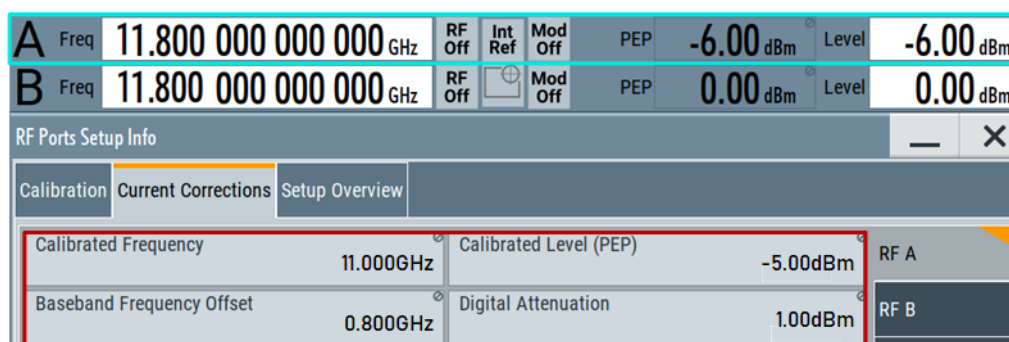 A Freq 11.800 000 000 000 GHz RF Off Int Ref Mod Off PEP -6.00 dBm Level -6.00 dBm
B Freq 11.800 000 000 000 GHz RF Off Mod Off PEP 0.00 dBm Level 0.00 dBm
RF Ports Setup Info
Calibration Current Corrections Setup Overview
Calibrated Frequency 11.000GHz Calibrated Level (PEP) -5.00dBm RF A
Baseband Frequency Offset 0.800GHz Digital Attenuation 1.00dBm RF B